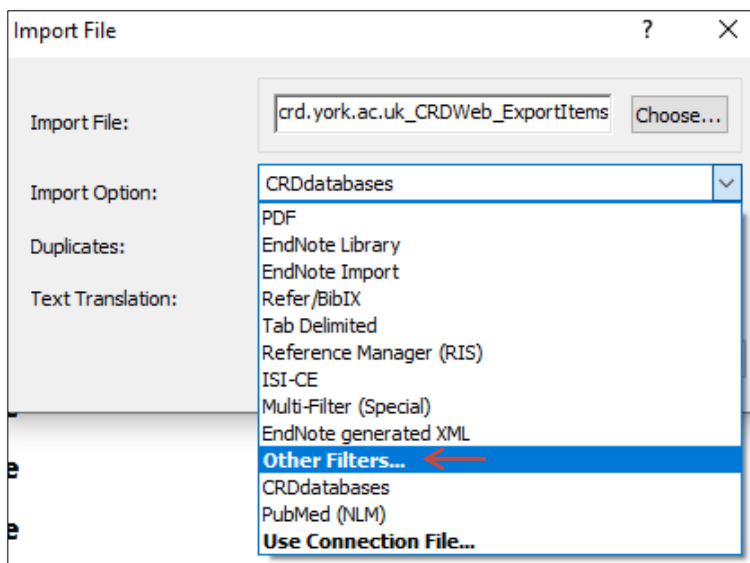 Import File ?
Import File: crd.york.ac.uk_CRDWeb_ExportItems Choose...
Import Option: CRDdatabases
PDF
Duplicates: EndNote Library
EndNote Import
Text Translation: Refer/BibIX
Tab Delimited
Reference Manager (RIS)
ISI-CE
Multi-Filter (Special)
EndNote generated XML
Other Filters...
e
CRDdatabases
PubMed (NLM)
e
Use Connection File...